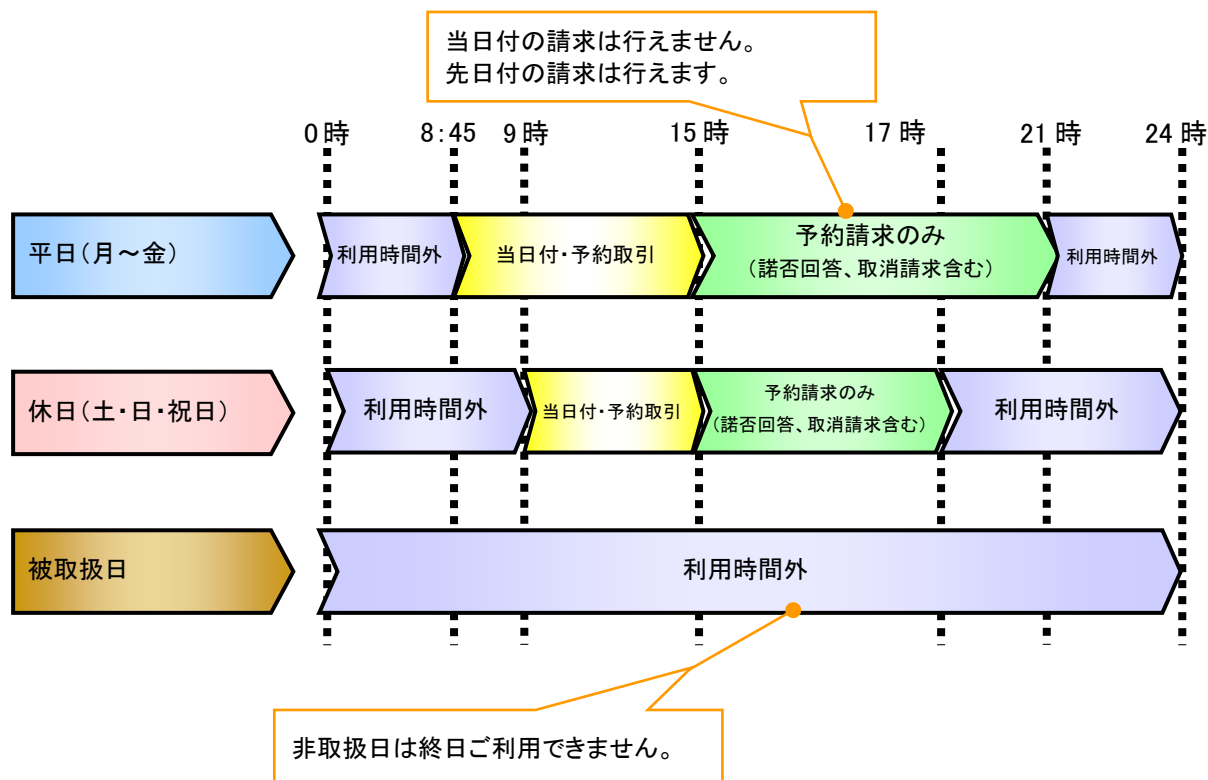 当日付の請求は行えません。
先日付の請求は行えます。
0時 8:45 9時 15時 17時 21時 24時
平日(月~金) 利用時間外 当日付・予約取引 予約請求のみ 利用時間外
(諾否回答、取消請求含む)
休日(土・日・祝日) 利用時間外 当日付・予約取引 予約請求のみ 利用時間外
(諾否回答、取消請求含む)
被取扱日 利用時間外
非取扱日は終日ご利用できません。